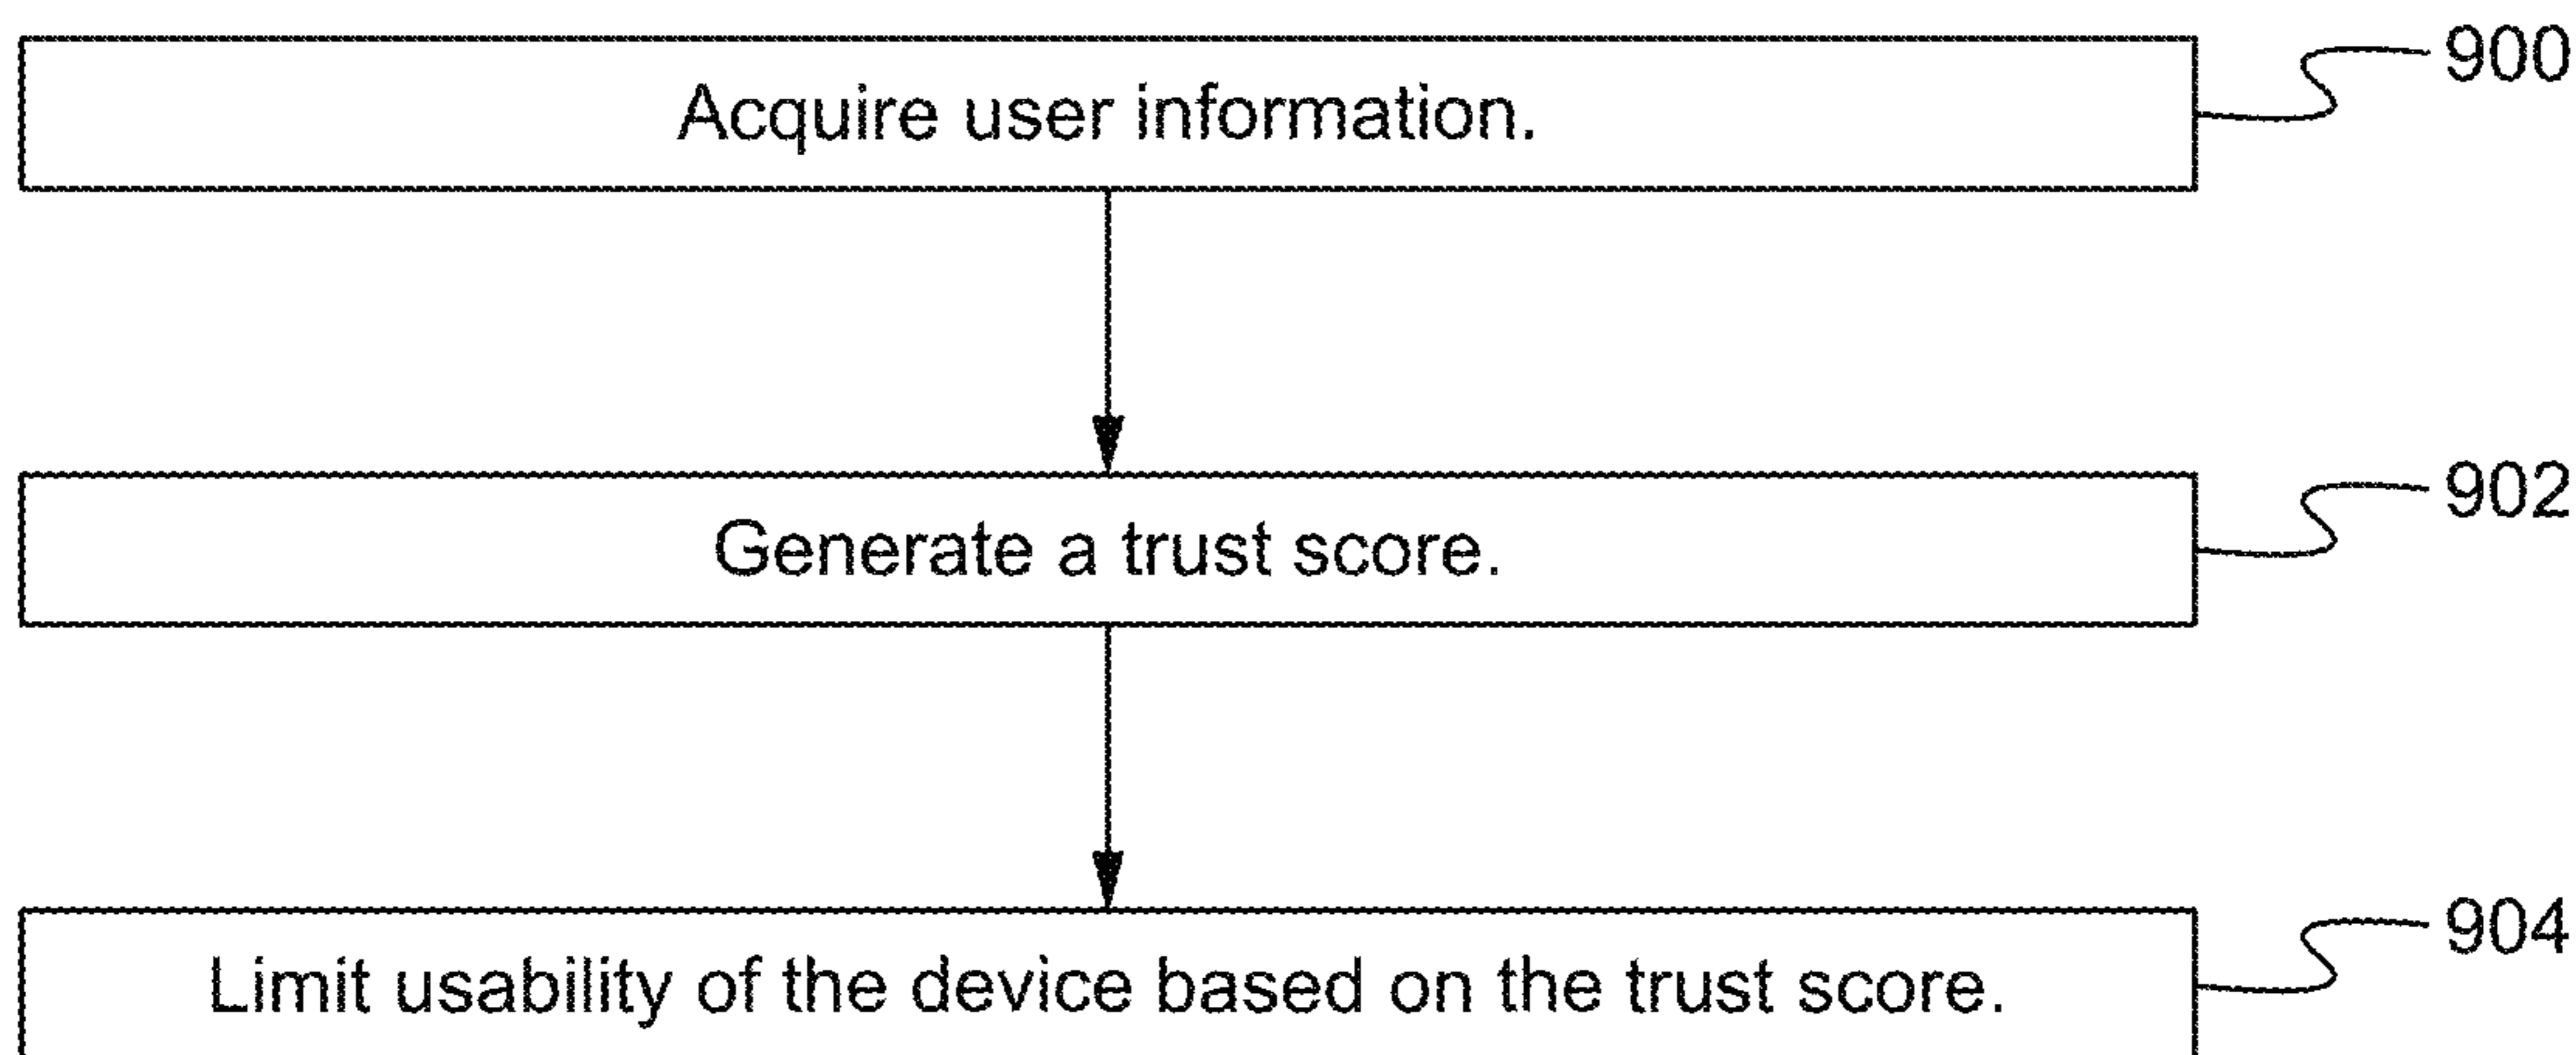 900
Acquire user information.
902
Generate a trust score.
904
Limit usability of the device based on the trust score.